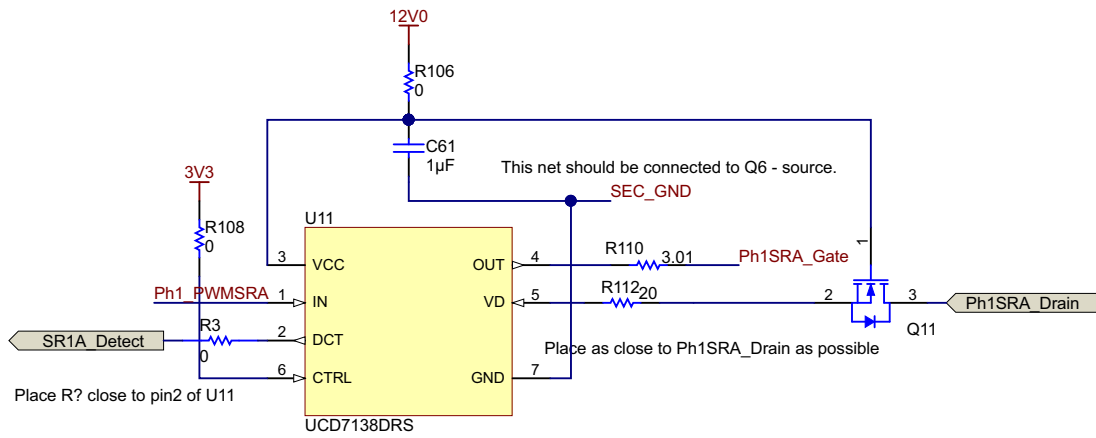 12V0
R106
0
C61
1µF
This net should be connected to Q6 - source.
SEC_GND
3V3
R108
0
U11
3
VCC
OUT
4
R110
3.01
Ph1SRA_Gate
1
Ph1_PWMSRA
1
IN
VD
5
R112
20
2
3
Ph1SRA_Drain
Q11
SR1A_Detect
R3
0
2
DCT
Place as close to Ph1SRA_Drain as possible
6
CTRL
GND
7
Place R? close to pin2 of U11
UCD7138DRS